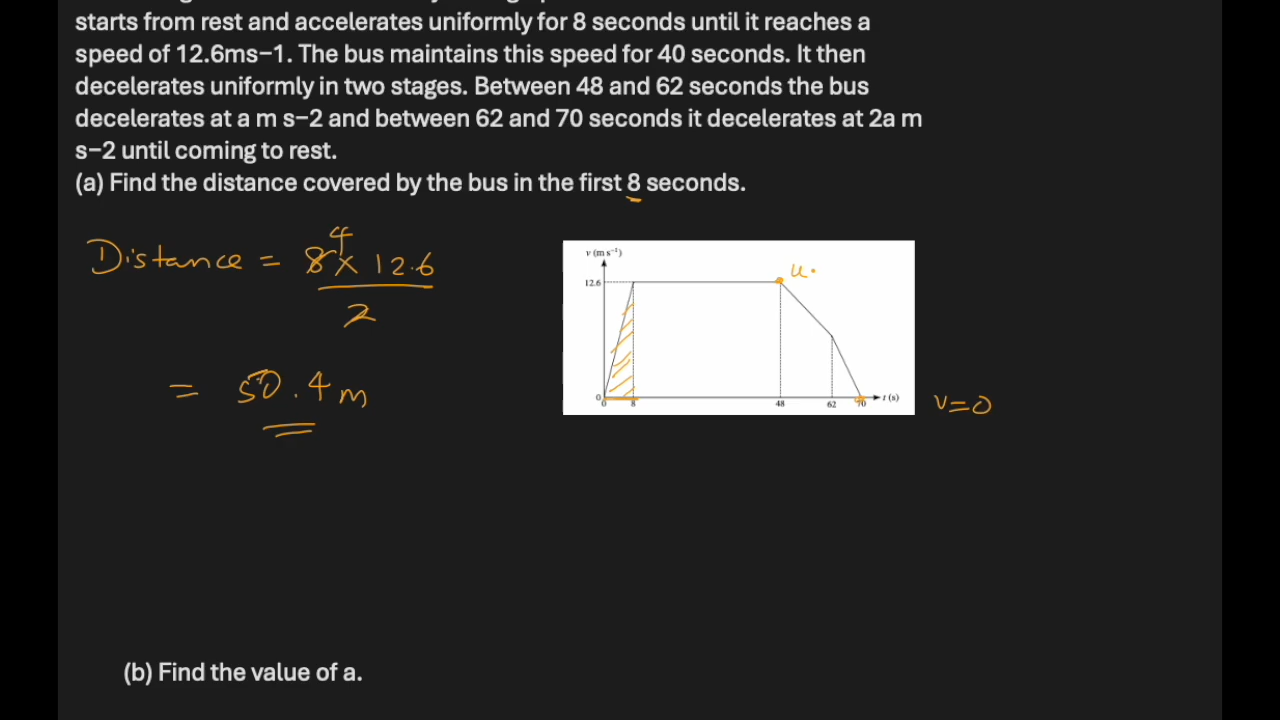 starts from rest and accelerates uniformly for 8 seconds until it reaches a
speed of 12.6ms−1. The bus maintains this speed for 40 seconds. It then
decelerates uniformly in two stages. Between 48 and 62 seconds the bus
decelerates at a m s−2 and between 62 and 70 seconds it decelerates at 2a m
s−2 until coming to rest.
(a) Find the distance covered by the bus in the first 8 seconds.
4
Distance = 8 x 12.6
2
= 50.4 m
v (m s⁻¹)
u.
12.6
0
0 8 48 62 70 t (s)
v=0
(b) Find the value of a.